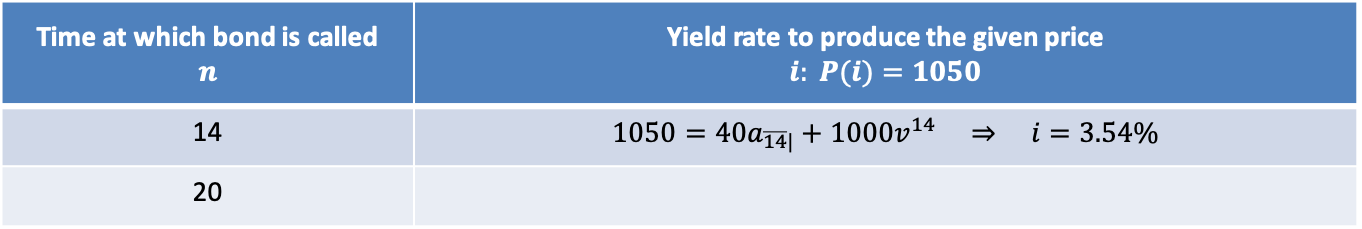 Time at which bond is called
n
Yield rate to produce the given price
i: P(i) = 1050
14
1050 = 40a_{\overline{14}|} + 1000v^{14} ⇒ i = 3.54%
20